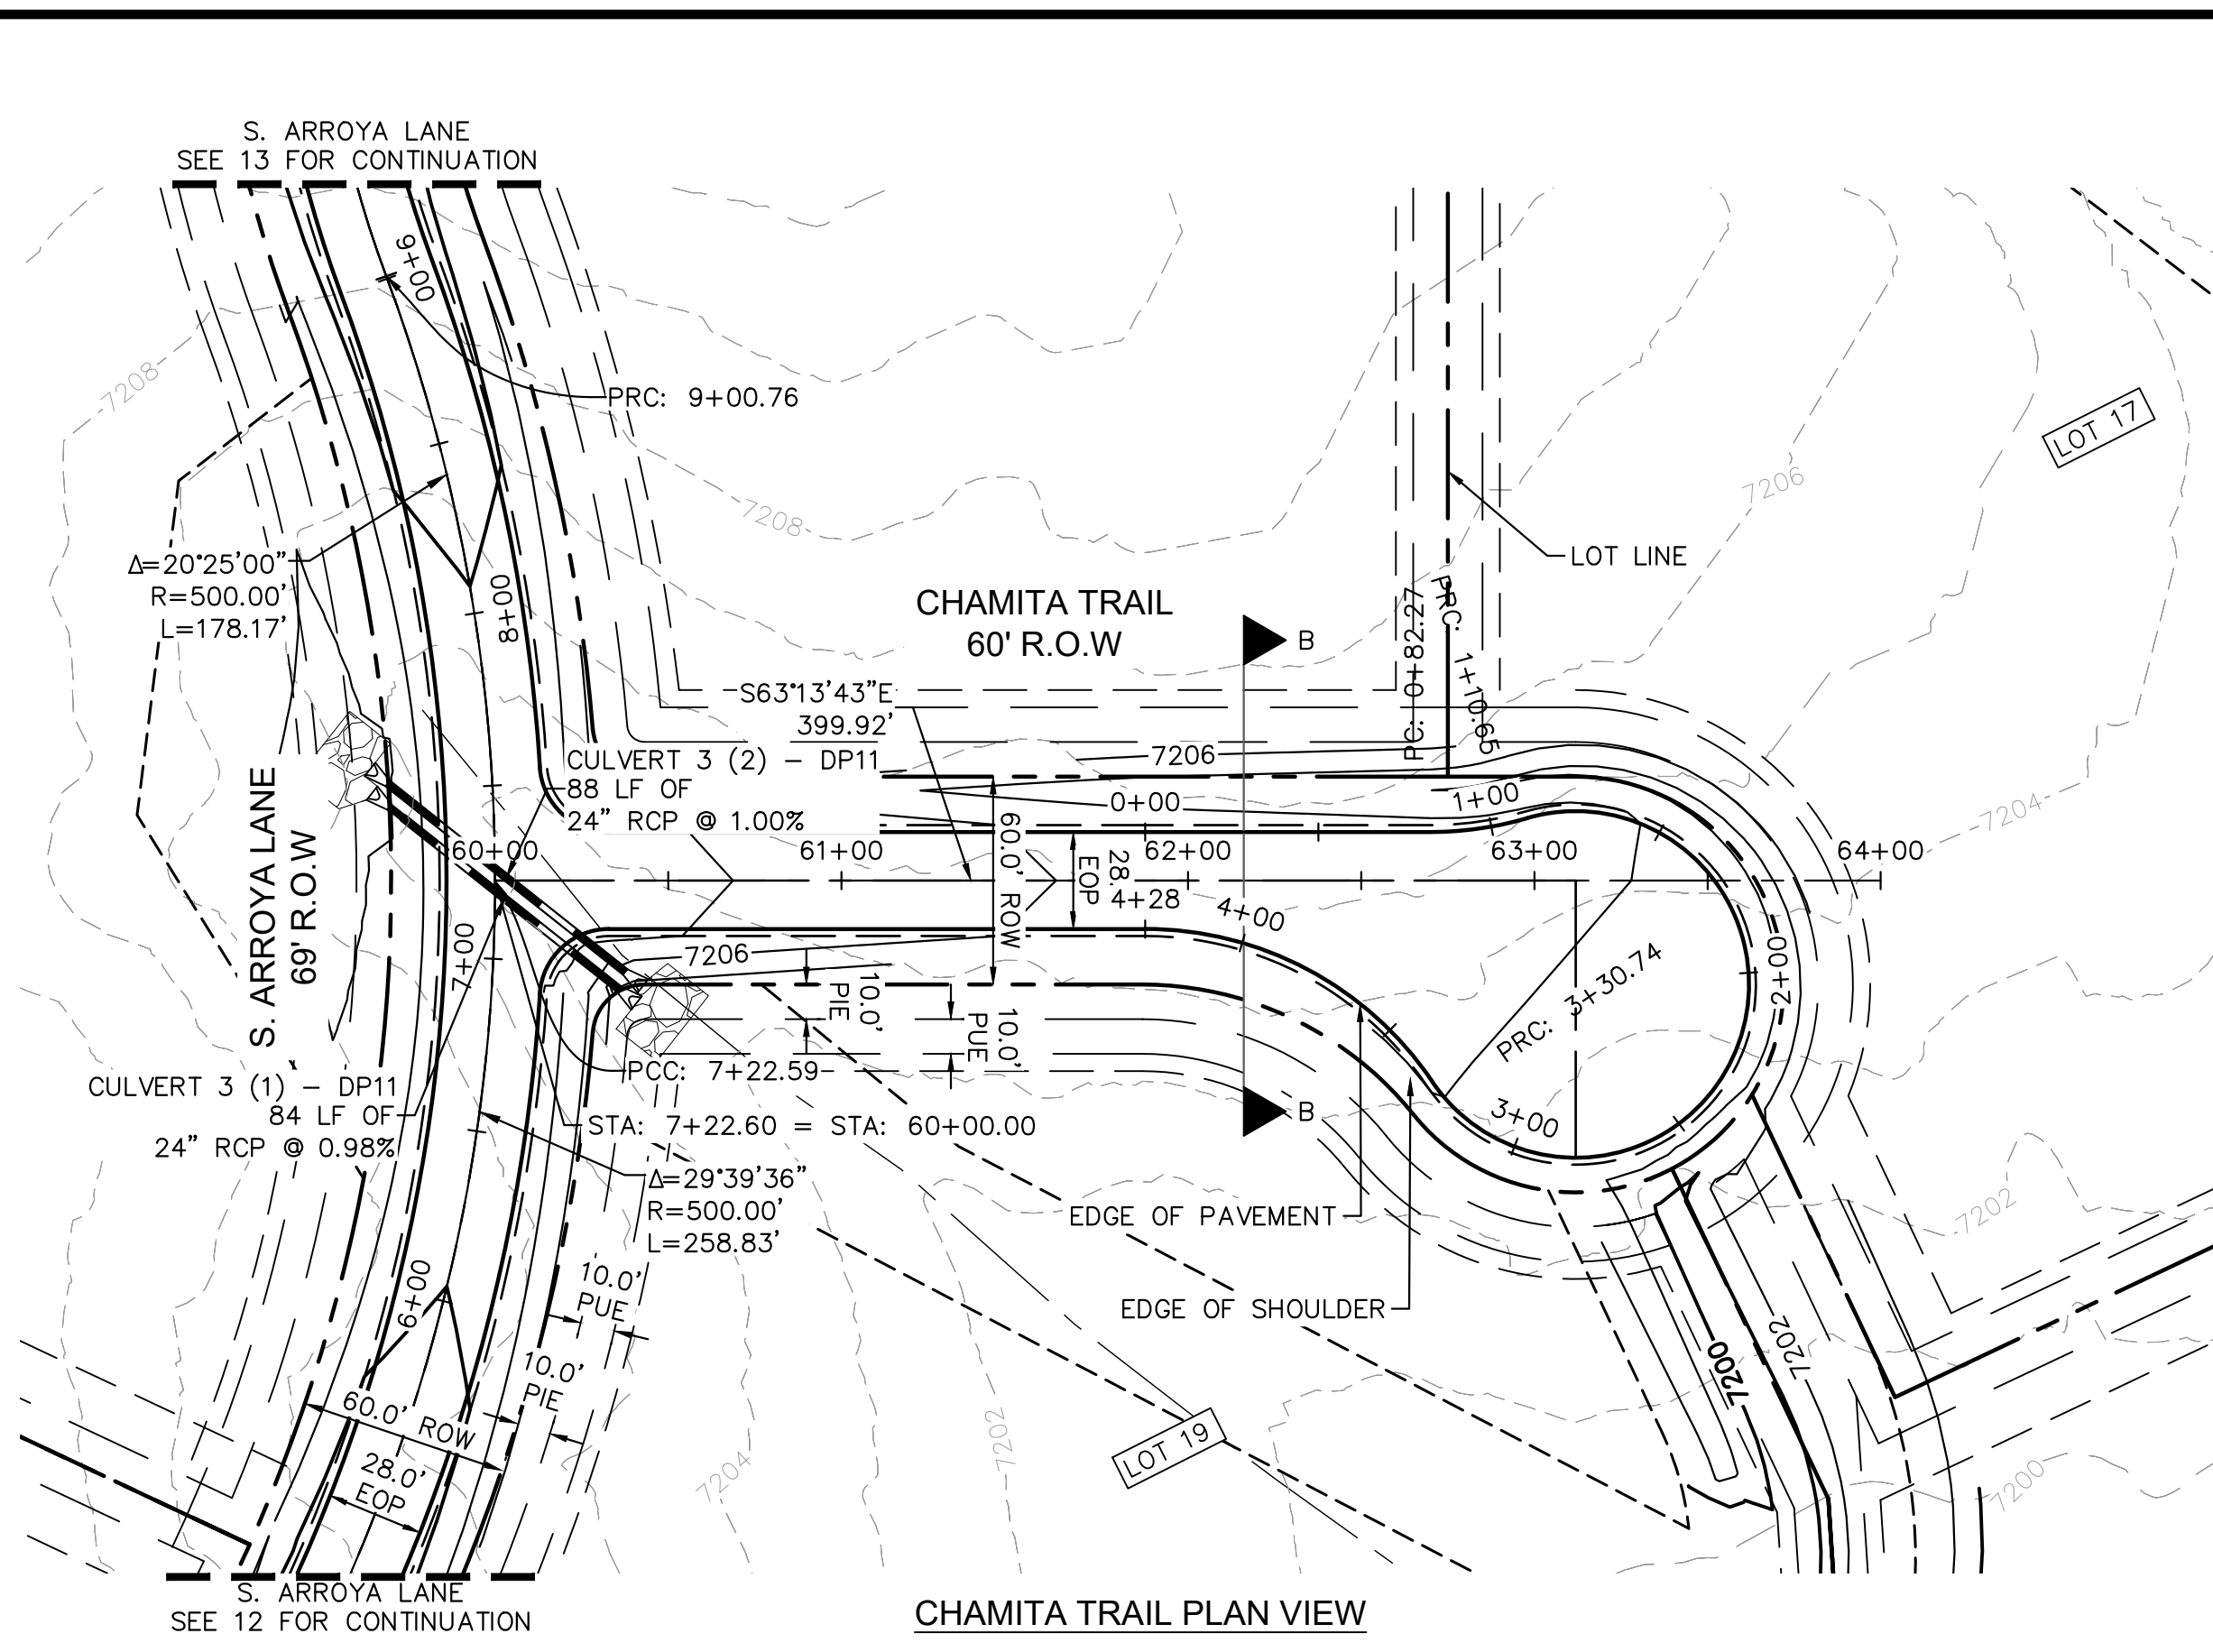 S. ARROYA LANE
SEE 13 FOR CONTINUATION
9+00
7208
PRC: 9+00.76
LOT 17
7206
7208
Δ=20°25'00"
R=500.00'
L=178.17'
8+00
LOT LINE
CHAMITA TRAIL
60' R.O.W
B
PC: 0+82.27
PRC: 1+10.65
S63°13'43"E
399.92'
CULVERT 3 (2) - DP11
88 LF OF
24" RCP @ 1.00%
7206
0+00
1+00
7204
S. ARROYA LANE
69' R.O.W
60+00
61+00
62+00
63+00
64+00
60.0' ROW
28.
EOP
4+28
4+00
7+00
7206
2+00
PRC: 3+30.74
10.0'
PIE
10.0'
PUE
PCC: 7+22.59
CULVERT 3 (1) - DP11
84 LF OF
24" RCP @ 0.98%
STA: 7+22.60 = STA: 60+00.00
B
3+00
Δ=29°39'36"
R=500.00'
L=258.83'
EDGE OF PAVEMENT
7202
EDGE OF SHOULDER
6+00
10.0'
PUE
10.0'
PIE
7200
7202
60.0' ROW
28.0'
EOP
7204
7202
LOT 19
7200
S. ARROYA LANE
SEE 12 FOR CONTINUATION
CHAMITA TRAIL PLAN VIEW